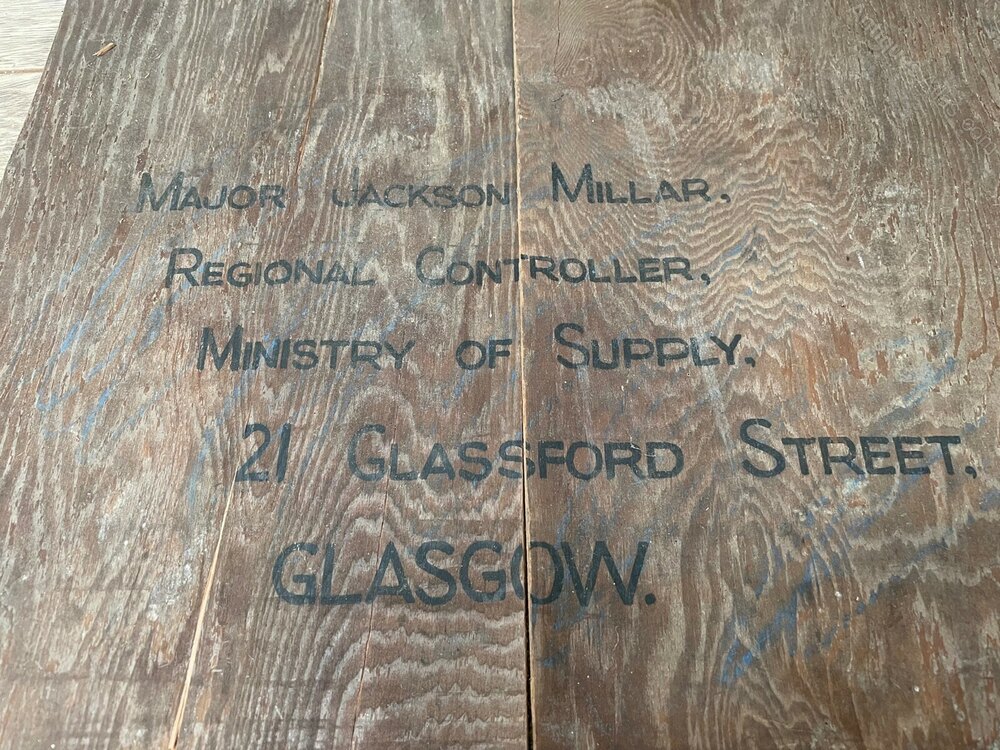 MAJOR JACKSON MILLAR,
REGIONAL CONTROLLER,
MINISTRY OF SUPPLY,
21 GLASSFORD STREET,
GLASGOW.